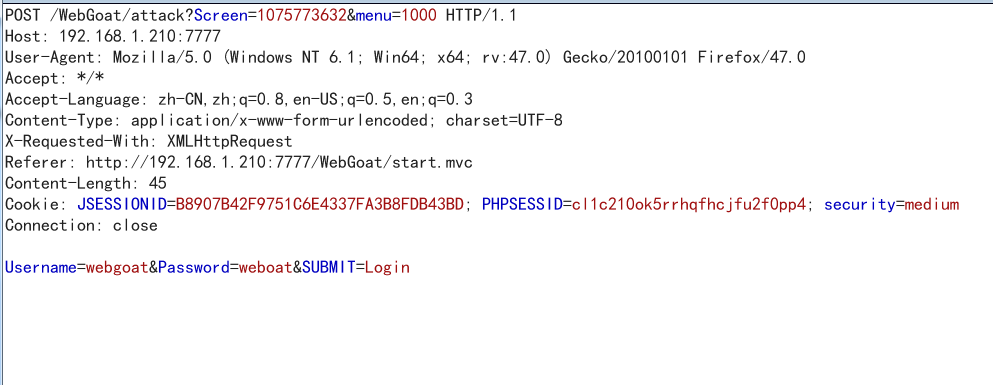 POST /WebGoat/attack?Screen=1075773632&menu=1000 HTTP/1.1
Host: 192.168.1.210:7777
User-Agent: Mozilla/5.0 (Windows NT 6.1; Win64; x64; rv:47.0) Gecko/20100101 Firefox/47.0
Accept: */*
Accept-Language: zh-CN,zh;q=0.8,en-US;q=0.5,en;q=0.3
Content-Type: application/x-www-form-urlencoded; charset=UTF-8
X-Requested-With: XMLHttpRequest
Referer: http://192.168.1.210:7777/WebGoat/start.mvc
Content-Length: 45
Cookie: JSESSIONID=B8907B42F9751C6E4337FA3B8FDB43BD; PHPSESSID=cl1c210ok5rrhqfhcjfu2f0pp4; security=medium
Connection: close
Username=webgoat&Password=weboat&SUBMIT=Login